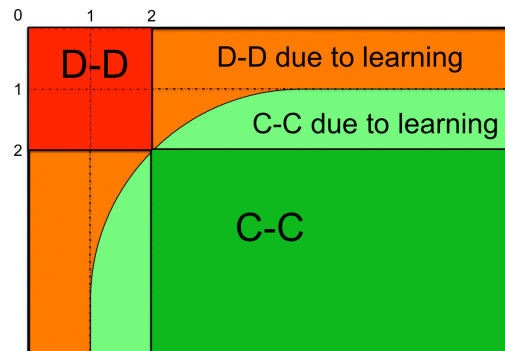 0 1 2
D-D
D-D due to learning
1
C-C due to learning
2
C-C